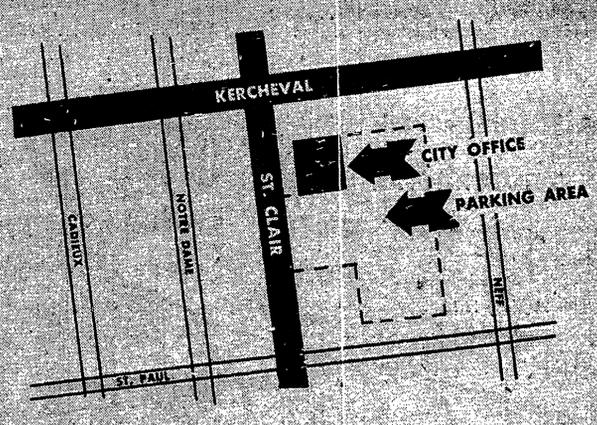 KERCHEVAL
CITY OFFICE
PARKING AREA
ST. CLAIR
NOTRE DAME
CADIEUX
NEFF
ST. PAUL